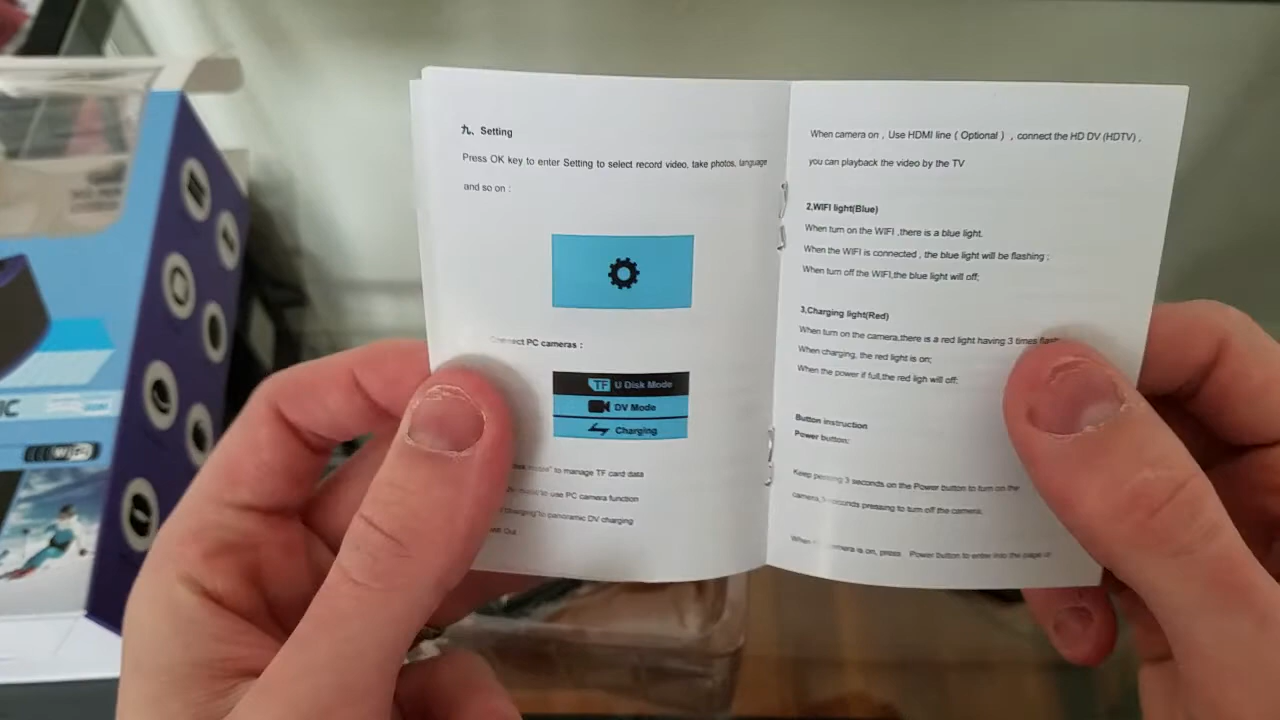 九、Setting
Press OK key to enter Setting to select record video, take photos, language
and so on :
PC cameras :
TF U Disk Mode
DV Mode
Charging
to manage TF card data
to use PC camera function
to panoramic DV charging
Out
When camera on , Use HDMI line ( Optional ) , connect the HD DV (HDTV) ,
you can playback the video by the TV
2,WIFI light(Blue)
When turn on the WIFI ,there is a blue light.
When the WIFI is connected , the blue light will be flashing ;
When turn off the WIFI,the blue light will off;
3,Charging light(Red)
When turn on the camera,there is a red light having 3 times
When charging, the red light is on;
When the power if full,the red ligh will off;
Button instruction
Power button:
Keep pessing 3 seconds on the Power button to turn on the
camera, seconds pressing to turn off the camera.
When is on, press Power button to enter into the page of
WiFi